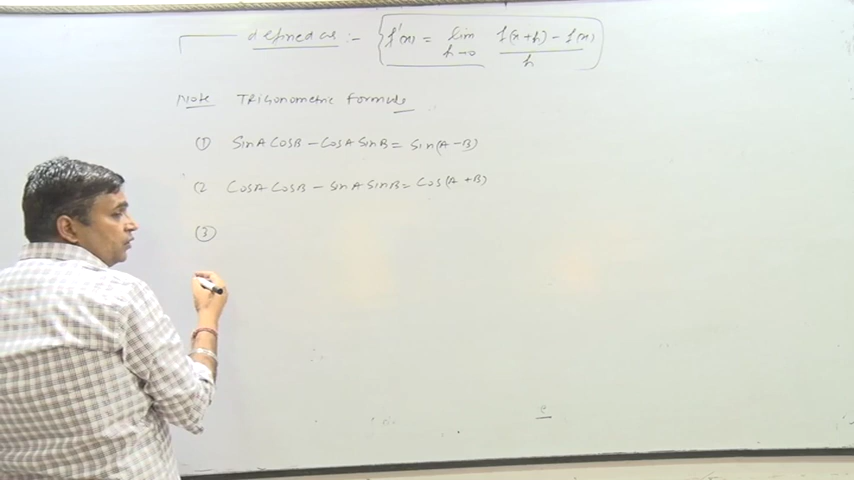 defined as :- f'(x) = lim h→0 f(x+h) - f(x) / h
Note Trigonometric formula
① SinA CosB - CosA SinB = Sin(A - B)
② CosA CosB - SinA SinB = Cos(A + B)
③